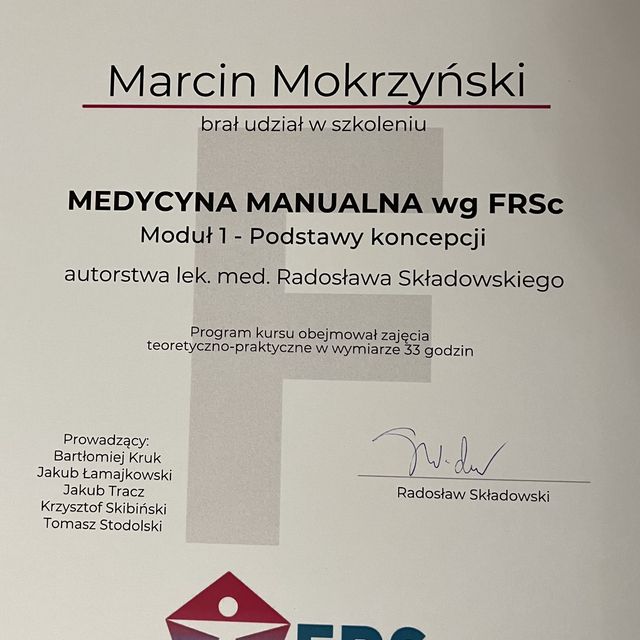 Marcin Mokrzyński
brał udział w szkoleniu
MEDYCYNA MANUALNA wg FRSc
Moduł 1 - Podstawy koncepcji
autorstwa lek. med. Radosława Składowskiego
Program kursu obejmował zajęcia
teoretyczno-praktyczne w wymiarze 33 godzin
Prowadzący:
Bartłomiej Kruk
Jakub Łamajkowski
Jakub Tracz
Krzysztof Skibiński
Tomasz Stodolski
Radosław Składowski